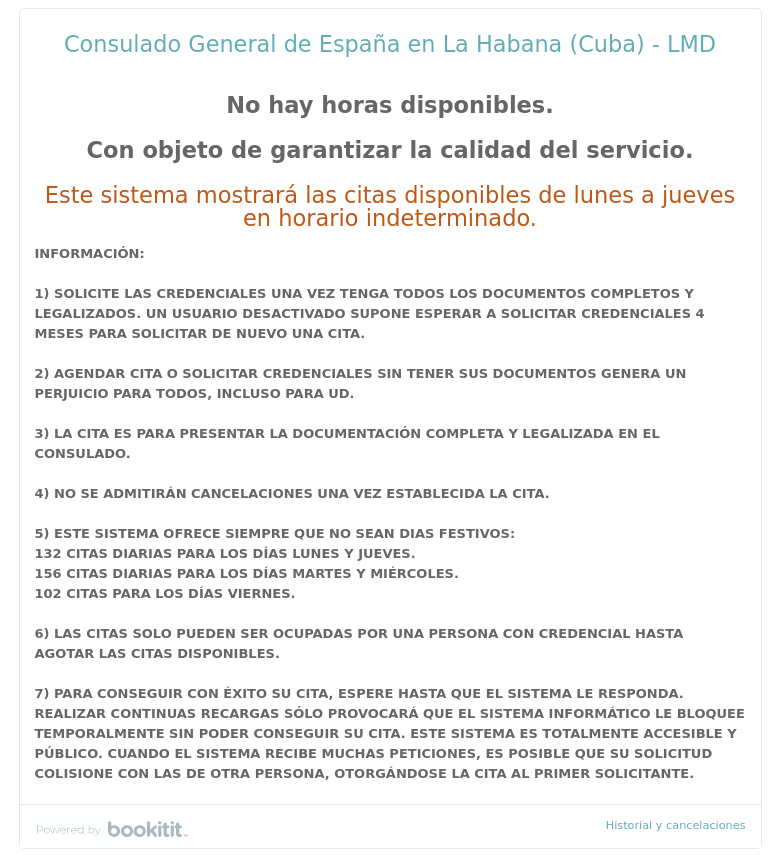 Consulado General de España en La Habana (Cuba) - LMD
No hay horas disponibles.
Con objeto de garantizar la calidad del servicio.
Este sistema mostrará las citas disponibles de lunes a jueves
en horario indeterminado.
INFORMACIÓN:
1) SOLICITE LAS CREDENCIALES UNA VEZ TENGA TODOS LOS DOCUMENTOS COMPLETOS Y
LEGALIZADOS. UN USUARIO DESACTIVADO SUPONE ESPERAR A SOLICITAR CREDENCIALES 4
MESES PARA SOLICITAR DE NUEVO UNA CITA.
2) AGENDAR CITA O SOLICITAR CREDENCIALES SIN TENER SUS DOCUMENTOS GENERA UN
PERJUICIO PARA TODOS, INCLUSO PARA UD.
3) LA CITA ES PARA PRESENTAR LA DOCUMENTACIÓN COMPLETA Y LEGALIZADA EN EL
CONSULADO.
4) NO SE ADMITIRÁN CANCELACIONES UNA VEZ ESTABLECIDA LA CITA.
5) ESTE SISTEMA OFRECE SIEMPRE QUE NO SEAN DIAS FESTIVOS:
132 CITAS DIARIAS PARA LOS DÍAS LUNES Y JUEVES.
156 CITAS DIARIAS PARA LOS DÍAS MARTES Y MIÉRCOLES.
102 CITAS PARA LOS DÍAS VIERNES.
6) LAS CITAS SOLO PUEDEN SER OCUPADAS POR UNA PERSONA CON CREDENCIAL HASTA
AGOTAR LAS CITAS DISPONIBLES.
7) PARA CONSEGUIR CON ÉXITO SU CITA, ESPERE HASTA QUE EL SISTEMA LE RESPONDA.
REALIZAR CONTINUAS RECARGAS SÓLO PROVOCARÁ QUE EL SISTEMA INFORMÁTICO LE BLOQUEE
TEMPORALMENTE SIN PODER CONSEGUIR SU CITA. ESTE SISTEMA ES TOTALMENTE ACCESIBLE Y
PÚBLICO. CUANDO EL SISTEMA RECIBE MUCHAS PETICIONES, ES POSIBLE QUE SU SOLICITUD
COLISIONE CON LAS DE OTRA PERSONA, OTORGÁNDOSE LA CITA AL PRIMER SOLICITANTE.
Powered by bookitit™
Historial y cancelaciones